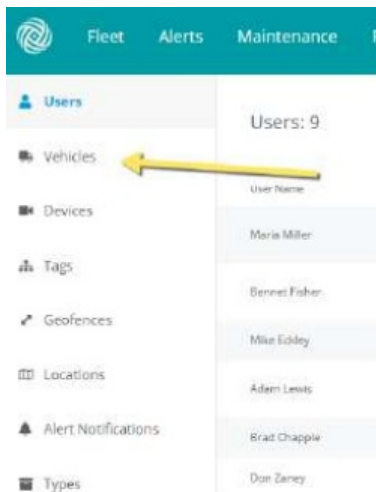 Fleet Alerts Maintenance
Users
Vehicles
Devices
Tags
Geofences
Locations
Alert Notifications
Types
Users: 9
User Name
Maria Miller
Bennet Fisher
Mike Eckley
Adam Lewis
Brad Chapple
Don Zaney